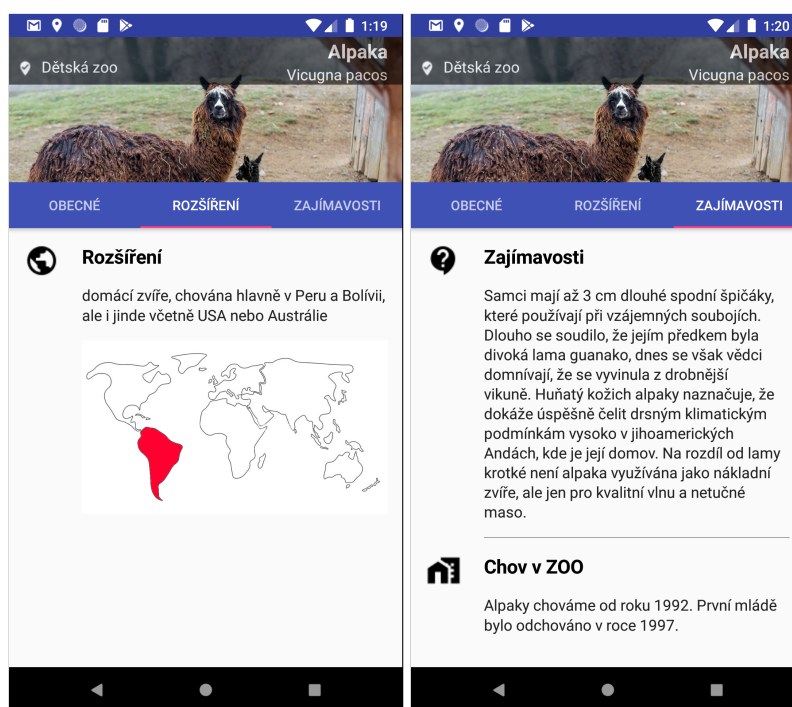 1:19
Alpaka
Dětská zoo
Vicugna pacos
OBECNÉ
ROZŠÍŘENÍ
ZAJÍMAVOSTI
Rozšíření
domácí zvíře, chována hlavně v Peru a Bolívii,
ale i jinde včetně USA nebo Austrálie
1:20
Alpaka
Dětská zoo
Vicugna pacos
OBECNÉ
ROZŠÍŘENÍ
ZAJÍMAVOSTI
Zajímavosti
Samci mají až 3 cm dlouhé spodní špičáky,
které používají při vzájemných soubojích.
Dlouho se soudilo, že jejím předkem byla
divoká lama guanako, dnes se však vědci
domnívají, že se vyvinula z drobnější
vikuně. Huňatý kožich alpaky naznačuje, že
dokáže úspěšně čelit drsným klimatickým
podmínkám vysoko v jihoamerických
Andách, kde je její domov. Na rozdíl od lamy
krotké není alpaka využívána jako nákladní
zvíře, ale jen pro kvalitní vlnu a netučné
maso.
Chov v ZOO
Alpaky chováme od roku 1992. První mládě
bylo odchováno v roce 1997.